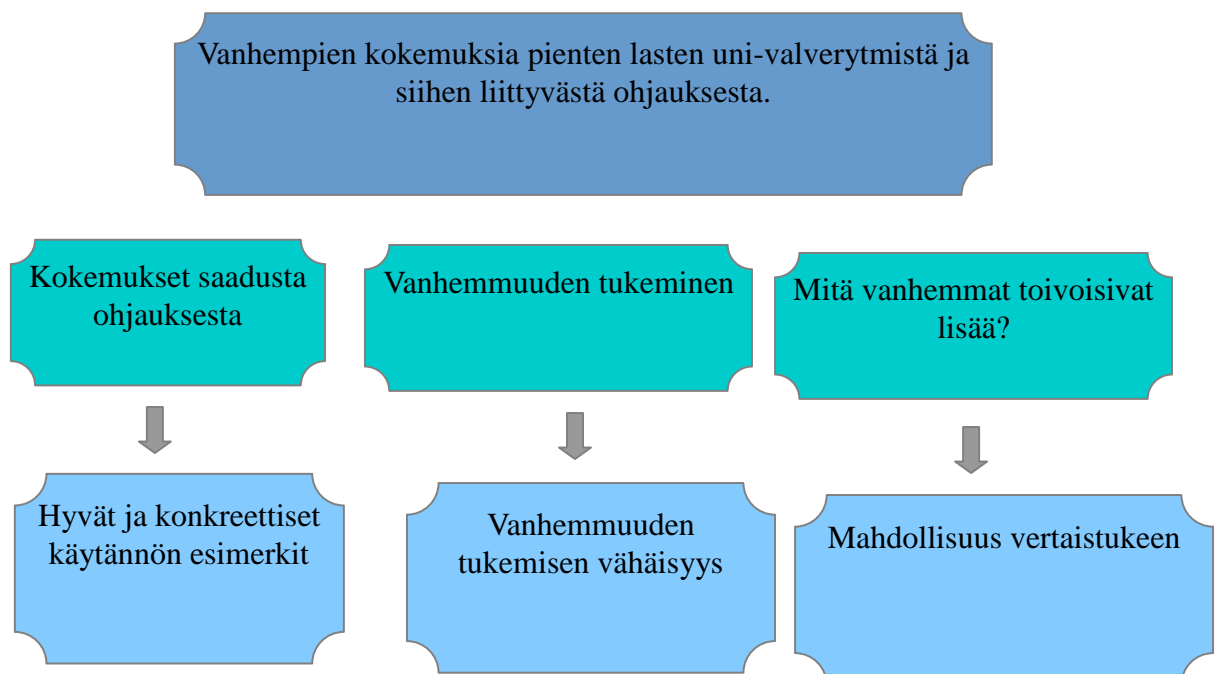 Vanhempien kokemuksia pienten lasten uni-valverytmistä ja
siihen liittyvästä ohjauksesta.
Kokemukset saadusta
ohjauksesta
Vanhemmuuden tukeminen
Mitä vanhemmat toivoisivat
lisää?
Hyvät ja konkreettiset
käytännön esimerkit
Vanhemmuuden
tukemisen vähäisyys
Mahdollisuus vertaistukeen